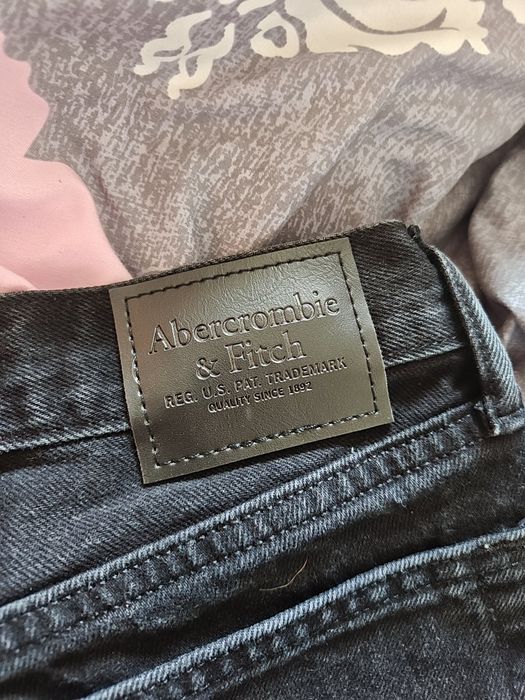 Abercrombie
& Fitch
REG. U.S. PAT. TRADEMARK
QUALITY SINCE 1892